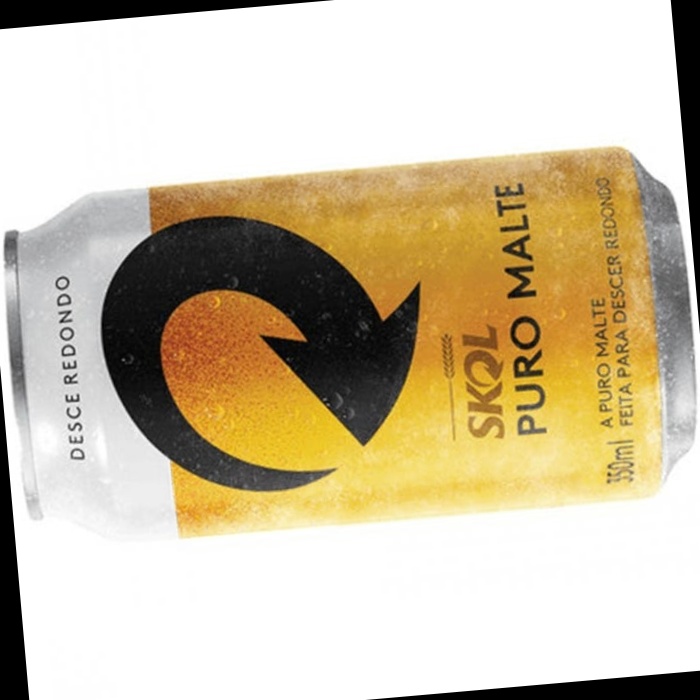 DESCE REDONDO
SKOL
PURO MALTE
350ml
A PURO MALTE
FEITA PARA DESCER REDONDO